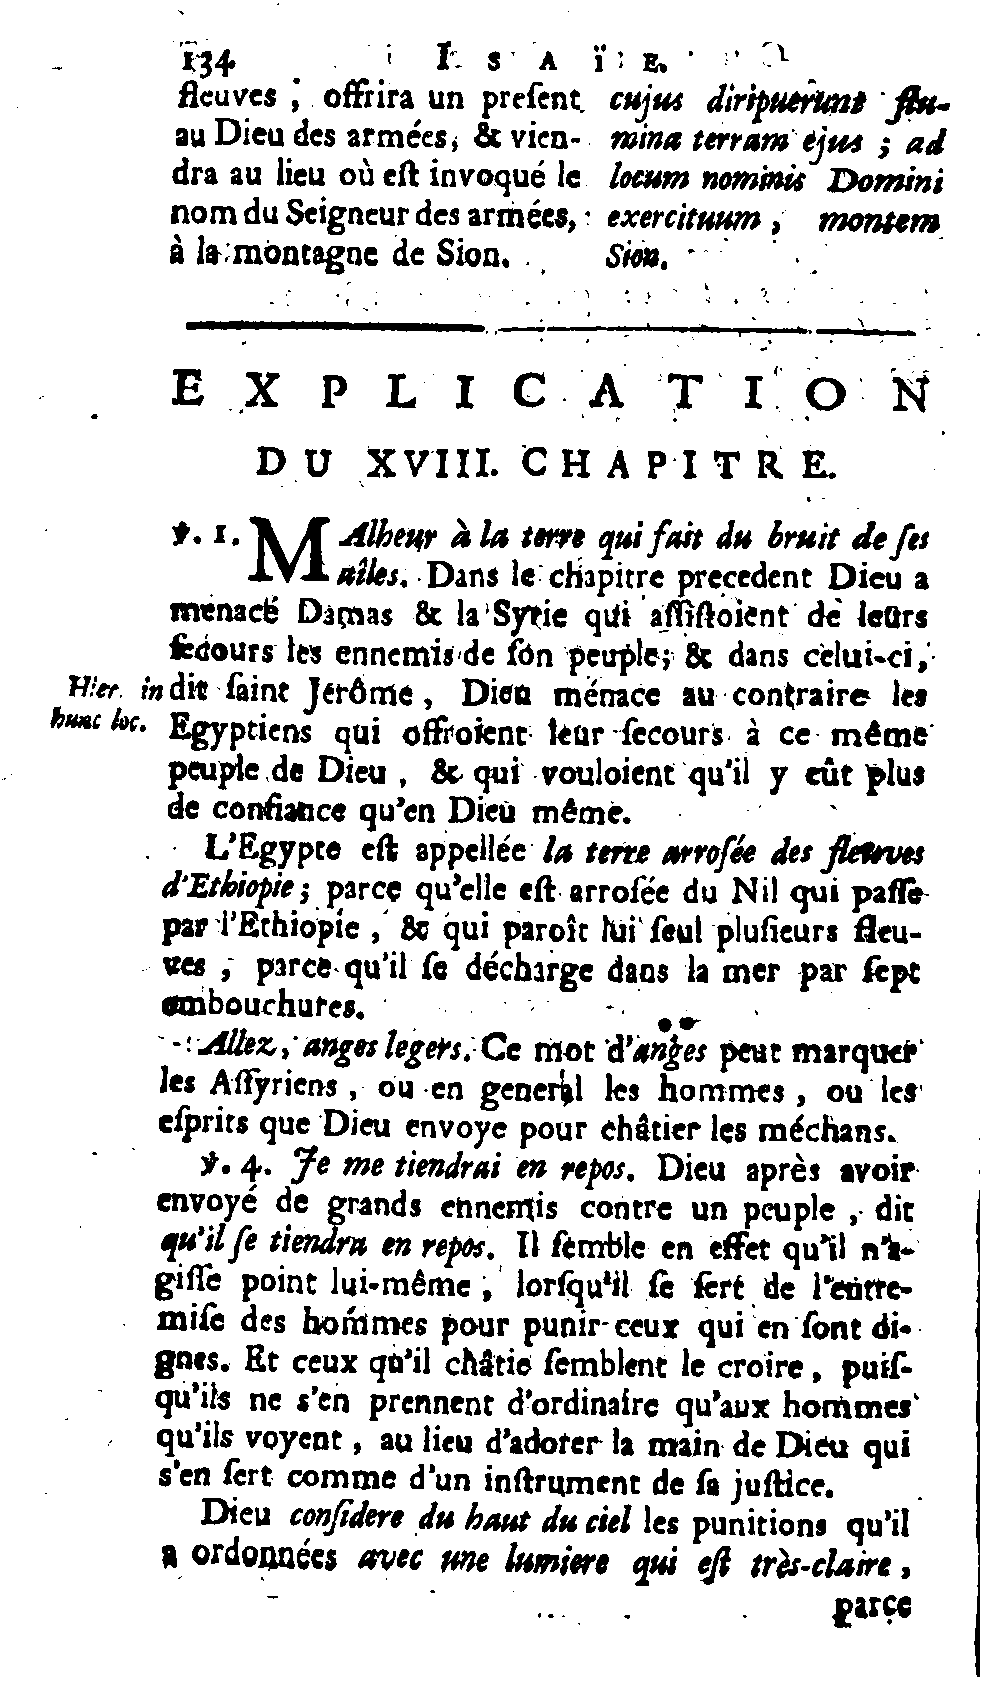 134 ISAÏE.
fleuves, offrira un preſent
au Dieu des armées, & vien-
dra au lieu où eſt invoqué le
nom du Seigneur des armées,
à la montagne de Sion.
cujus diripuerunt flu-
mina terram ejus ; ad
locum nominis Domini
exercituum, montem
Sion.
EXPLICATION
DU XVIII. CHAPITRE.
℣. 1. MAlheur à la terre qui fait du bruit de ſes
aîles. Dans le chapitre precedent Dieu a
menacé Damas & la Syrie qui aſſiſtoient de leurs
ſecours les ennemis de ſon peuple; & dans celui-ci,
Hier. in
hunc loc.
dit ſaint Jerôme, Dieu ménace au contraire les
Egyptiens qui offroient leur ſecours à ce même
peuple de Dieu, & qui vouloient qu'il y eût plus
de confiance qu'en Dieu même.
L'Egypte eſt appellée la terre arroſée des fleuves
d'Ethiopie; parce qu'elle eſt arroſée du Nil qui paſſe
par l'Ethiopie, & qui paroît lui ſeul pluſieurs fleu-
ves, parce qu'il ſe décharge dans la mer par ſept
embouchures.
Allez, anges legers. Ce mot d'anges peut marquer
les Aſſyriens, ou en general les hommes, ou les
eſprits que Dieu envoye pour châtier les méchans.
℣. 4. Je me tiendrai en repos. Dieu après avoir
envoyé de grands ennemis contre un peuple, dit
qu'il ſe tiendra en repos. Il ſemble en effet qu'il n'a-
giſſe point lui-même, lorſqu'il ſe ſert de l'entre-
miſe des hommes pour punir ceux qui en ſont di-
gnes. Et ceux qu'il châtie ſemblent le croire, puiſ-
qu'ils ne s'en prennent d'ordinaire qu'aux hommes
qu'ils voyent, au lieu d'adorer la main de Dieu qui
s'en ſert comme d'un inſtrument de ſa juſtice.
Dieu conſidere du haut du ciel les punitions qu'il
a ordonnées avec une lumiere qui eſt très-claire,
parce